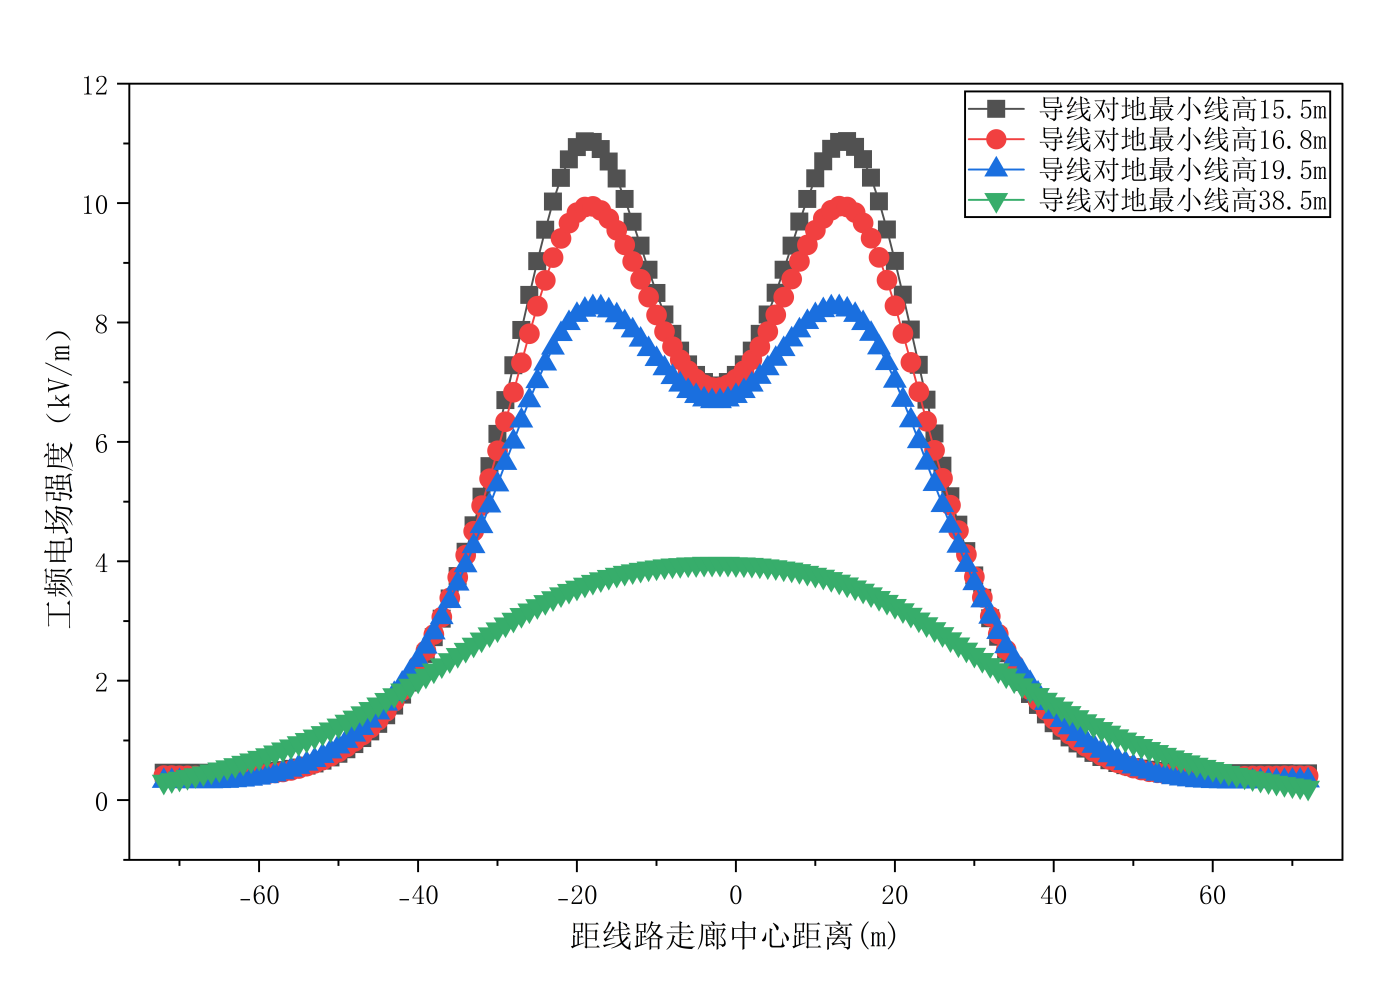 12
10
8
6
4
2
0
工频电场强度（kV/m）
导线对地最小线高15.5m
导线对地最小线高16.8m
导线对地最小线高19.5m
导线对地最小线高38.5m
-60 -40 -20 0 20 40 60
距线路走廊中心距离(m)